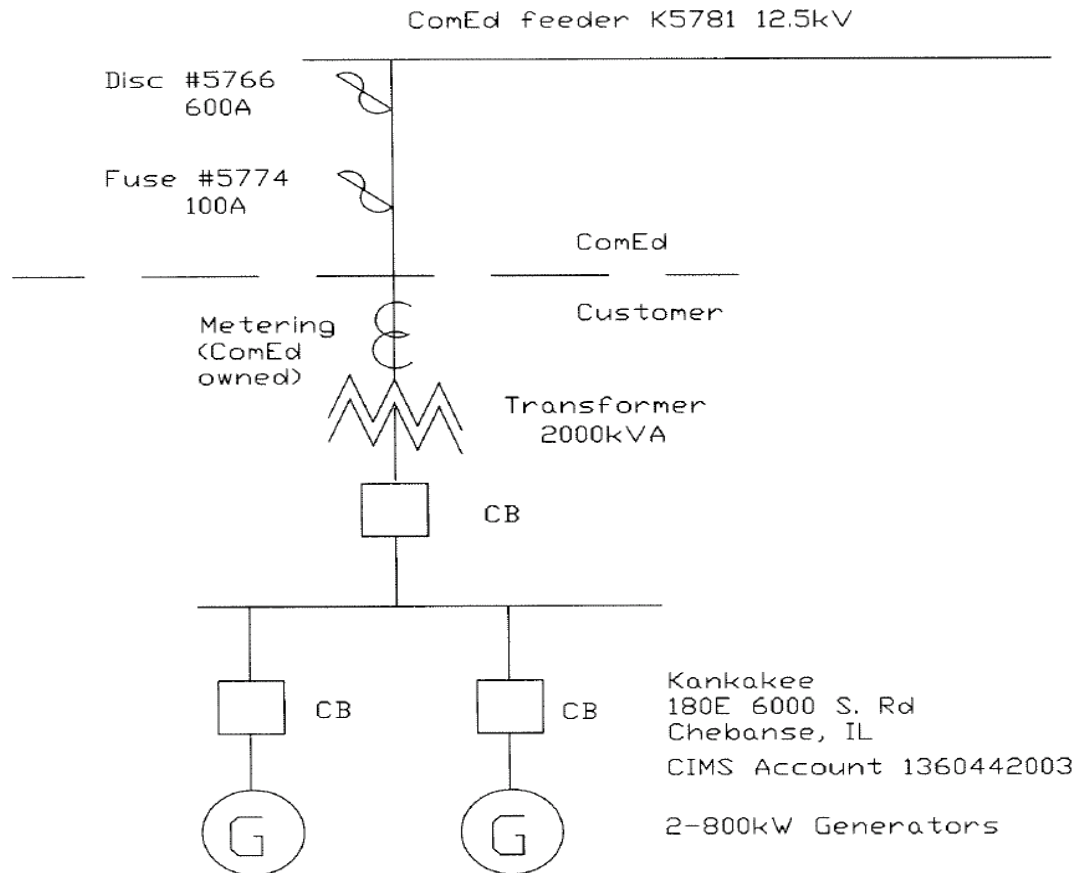 ComEd feeder K5781 12.5kV
Disc #5766
600A
Fuse #5774
100A
ComEd
Customer
Metering
(ComEd
owned)
Transformer
2000kVA
CB
CB
CB
Kankakee
180E 6000 S. Rd
Chebanse, IL
CIMS Account 1360442003
2-800kW Generators
G
G